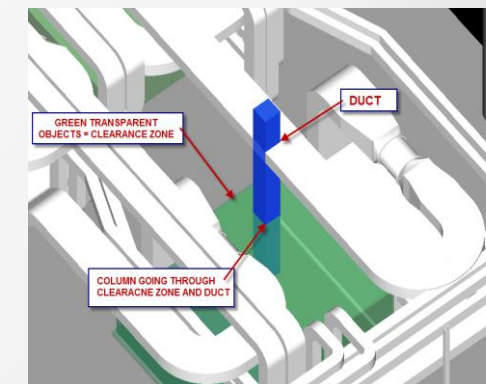 DUCT
GREEN TRANSPARENT
OBJECTS = CLEARANCE ZONE
COLUMN GOING THROUGH
CLEARACNE ZONE AND DUCT